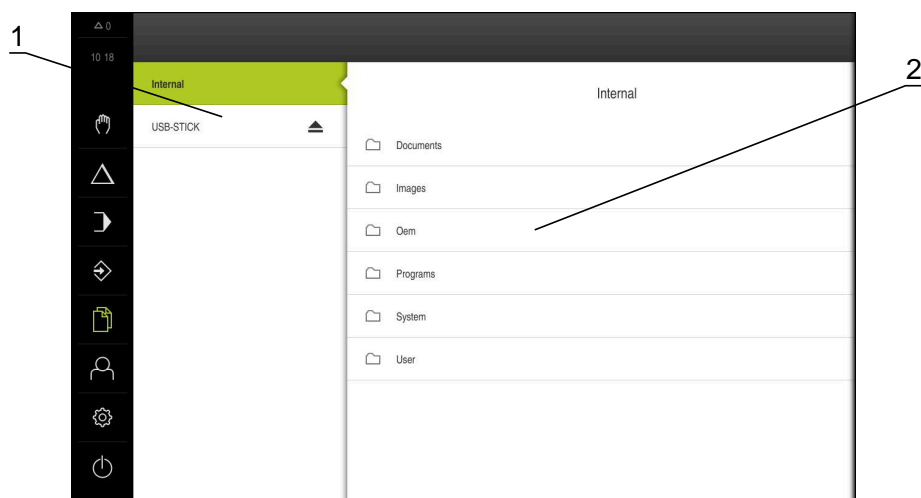 0
1
10 18
2
Internal
Internal
USB-STICK
Documents
Images
Oem
Programs
System
User